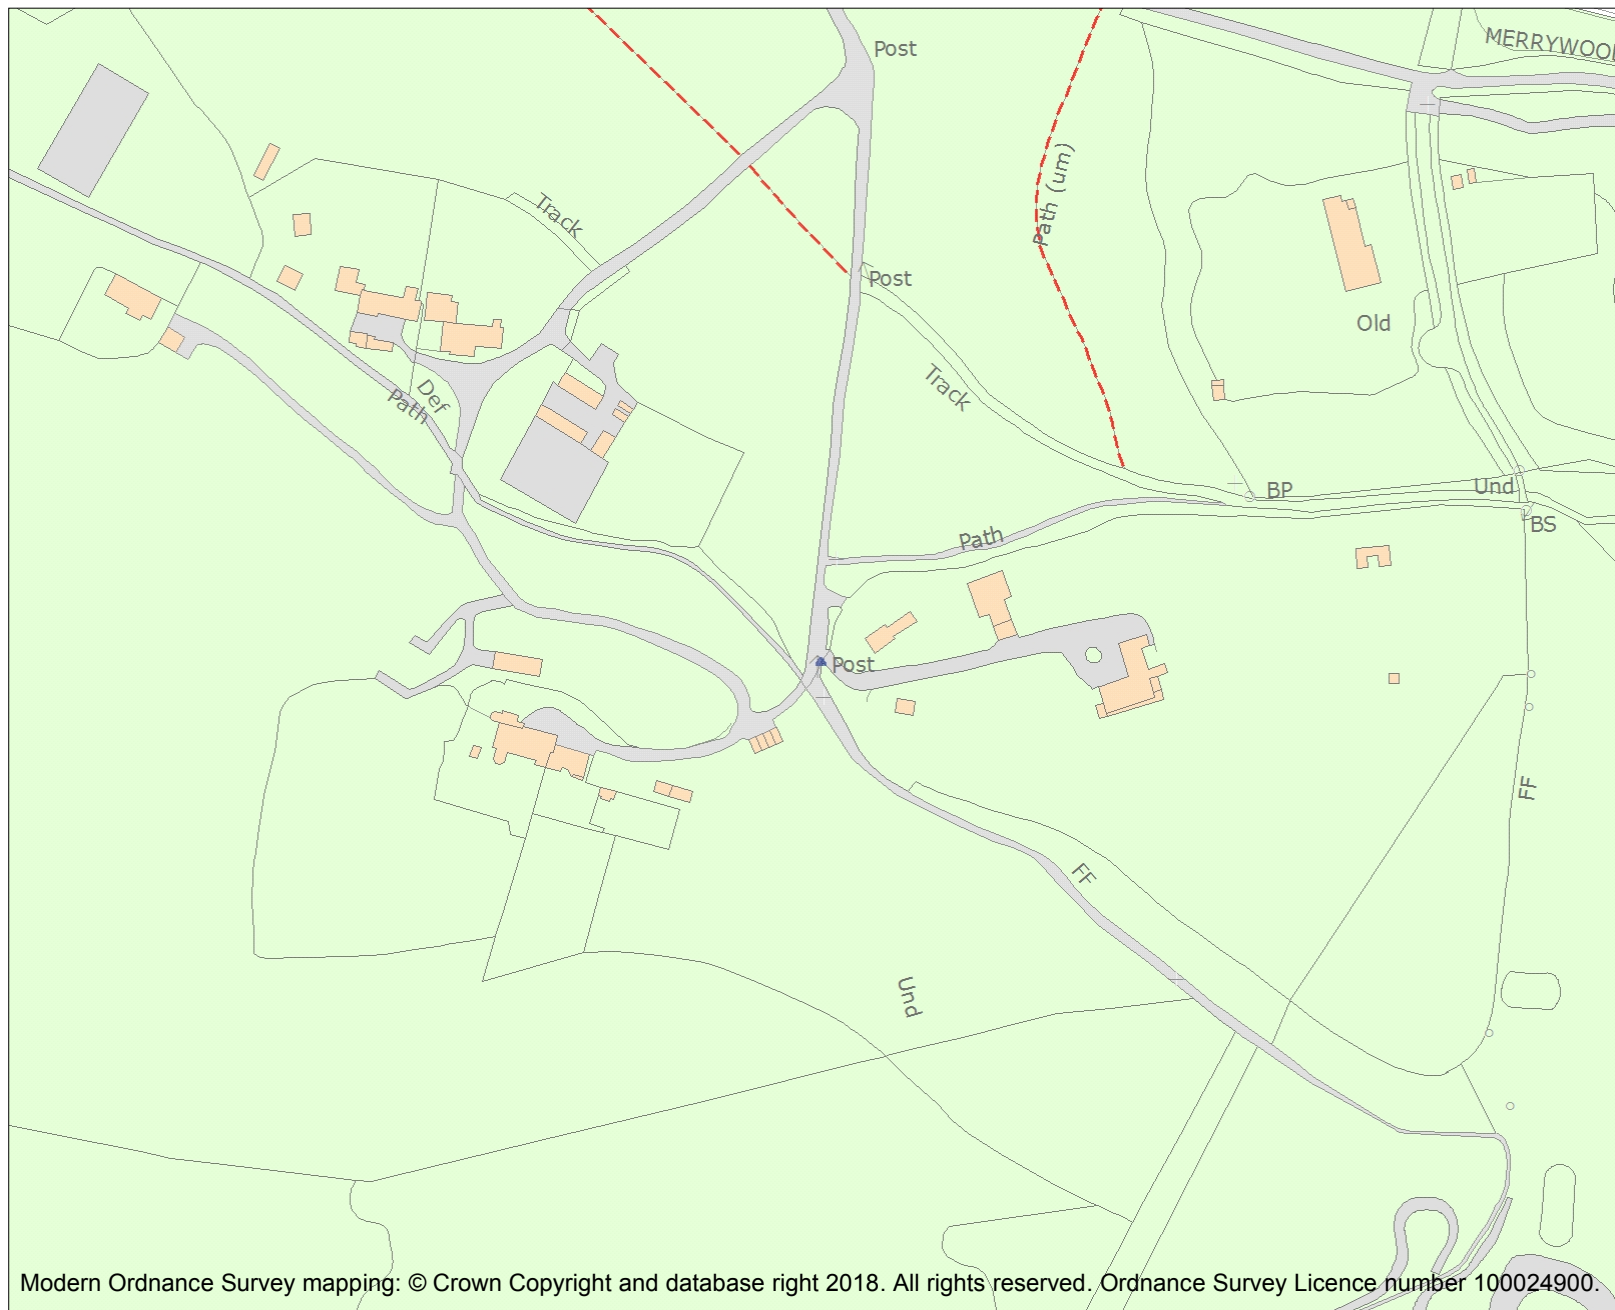 Post
MERRYWOO
Path (um)
Track
Post
Old
Def
Path
Track
BP
Und
BS
Path
Post
FF
FF
Und
Modern Ordnance Survey mapping: © Crown Copyright and database right 2018. All rights reserved. Ordnance Survey Licence number 100024900.